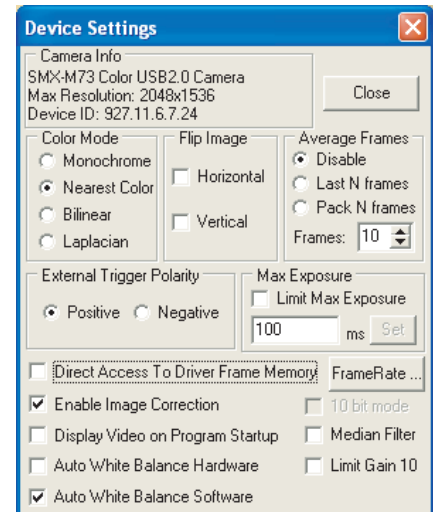 Device Settings
Camera Info
SMX-M73 Color USB2.0 Camera
Max Resolution: 2048x1536
Device ID: 927.11.6.7.24
Close
Color Mode
Monochrome
Nearest Color
Bilinear
Laplacian
Flip Image
Horizontal
Vertical
Average Frames
Disable
Last N frames
Pack N frames
Frames: 10
External Trigger Polarity
Positive
Negative
Max Exposure
Limit Max Exposure
100 ms Set
Direct Access To Driver Frame Memory
FrameRate ...
Enable Image Correction
10 bit mode
Display Video on Program Startup
Median Filter
Auto White Balance Hardware
Limit Gain 10
Auto White Balance Software